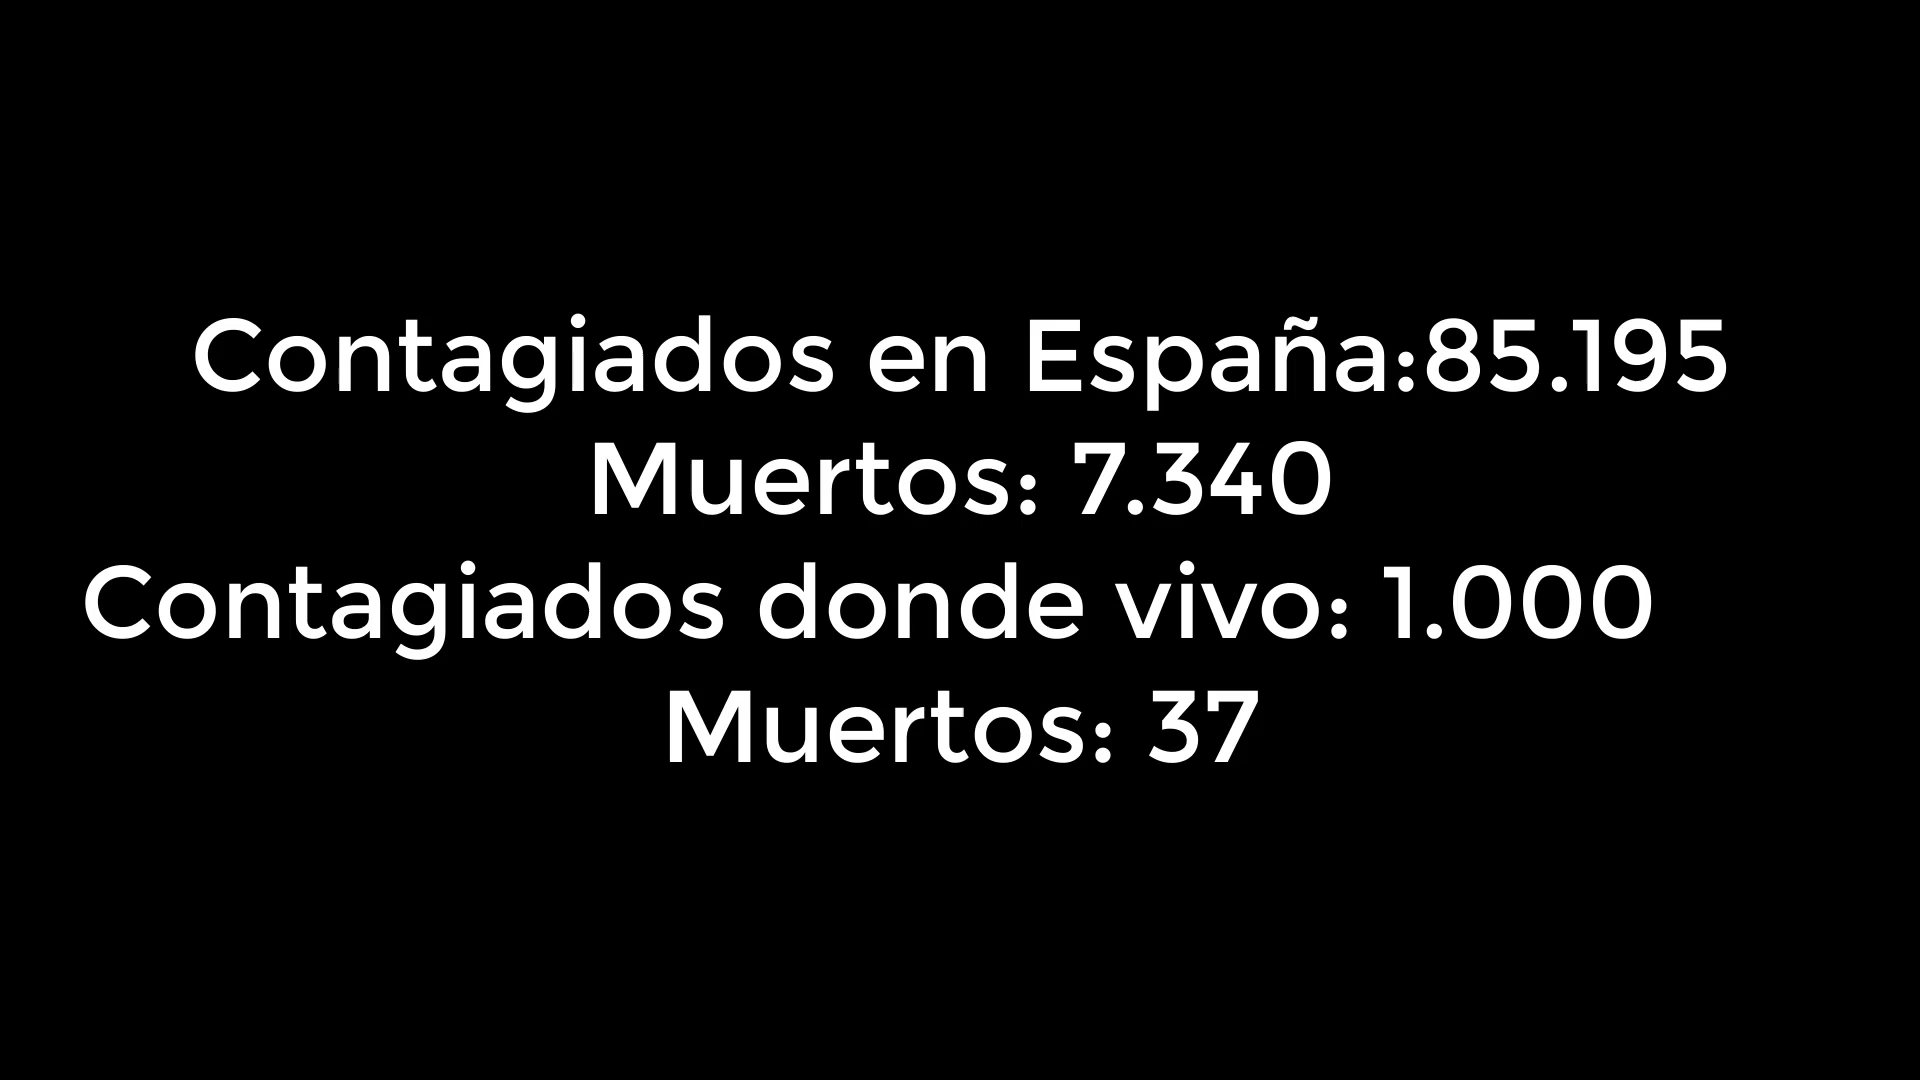 Contagiados en España:85.195
Muertos: 7.340
Contagiados donde vivo: 1.000
Muertos: 37